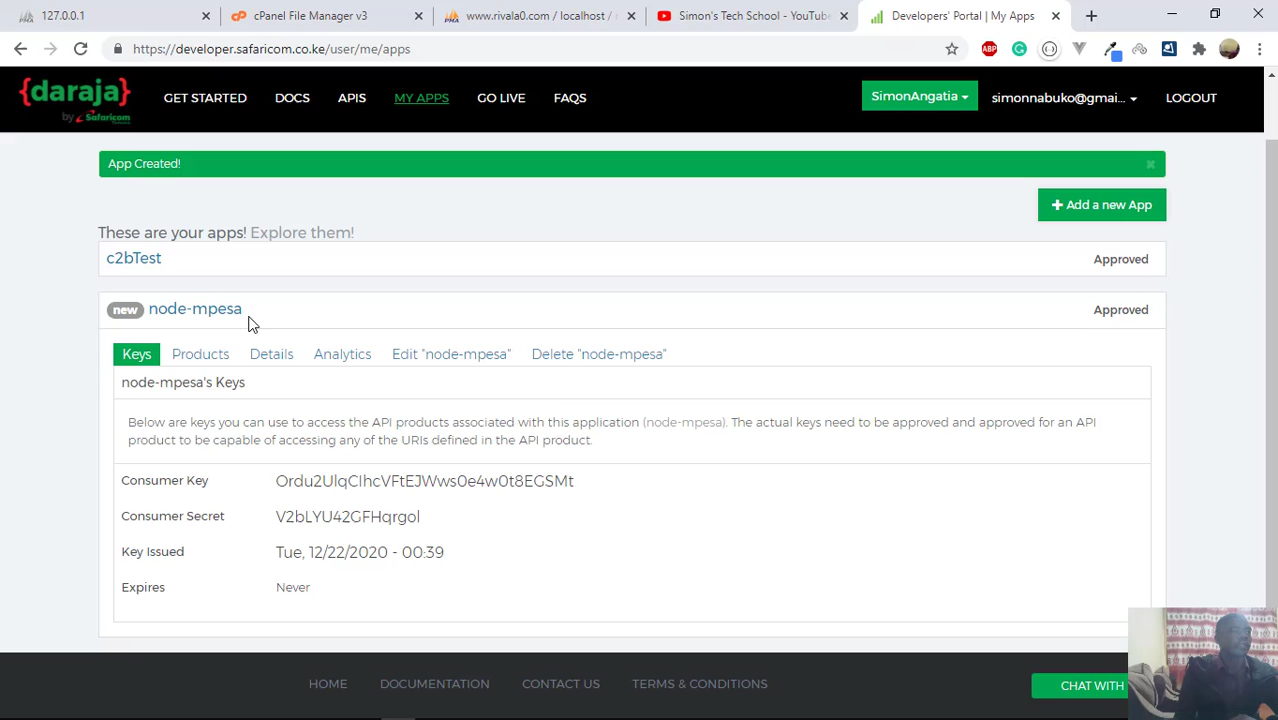 127.0.0.1
cPanel File Manager v3
www.rivala0.com / localhost /
Simon's Tech School - YouTube
Developers' Portal | My Apps
https://developer.safaricom.co.ke/user/me/apps
{daraja}
by Safaricom
GET STARTED
DOCS
APIS
MY APPS
GO LIVE
FAQS
SimonAngatia
simonnabuko@gmai...
LOGOUT
App Created!
+ Add a new App
These are your apps! Explore them!
c2bTest
Approved
new node-mpesa
Approved
Keys
Products
Details
Analytics
Edit "node-mpesa"
Delete "node-mpesa"
node-mpesa's Keys
Below are keys you can use to access the API products associated with this application (node-mpesa). The actual keys need to be approved and approved for an API
product to be capable of accessing any of the URIs defined in the API product.
Consumer Key
Ordu2UlqCIhcVFtEJWws0e4w0t8EGSMt
Consumer Secret
V2bLYU42GFHqrgol
Key Issued
Tue, 12/22/2020 - 00:39
Expires
Never
HOME
DOCUMENTATION
CONTACT US
TERMS & CONDITIONS
CHAT WITH